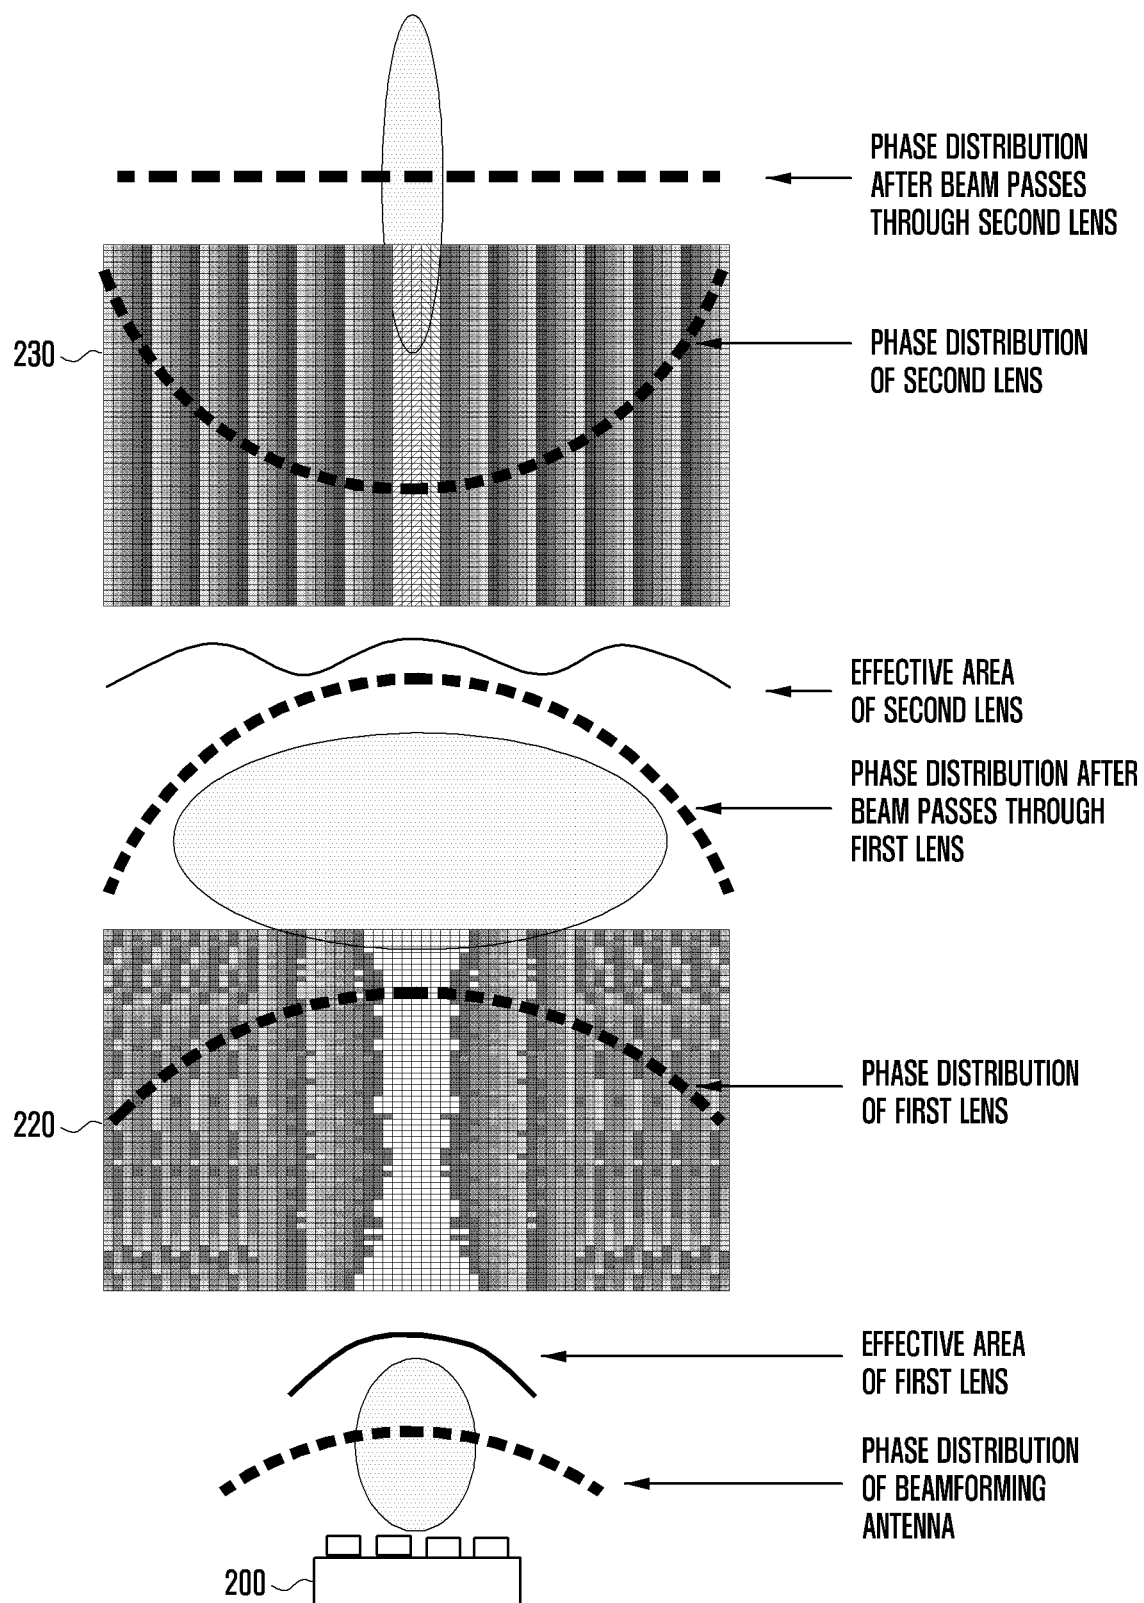 PHASE DISTRIBUTION
AFTER BEAM PASSES
THROUGH SECOND LENS
230
PHASE DISTRIBUTION
OF SECOND LENS
EFFECTIVE AREA
OF SECOND LENS
PHASE DISTRIBUTION AFTER
BEAM PASSES THROUGH
FIRST LENS
PHASE DISTRIBUTION
OF FIRST LENS
220
EFFECTIVE AREA
OF FIRST LENS
PHASE DISTRIBUTION
OF BEAMFORMING
ANTENNA
200